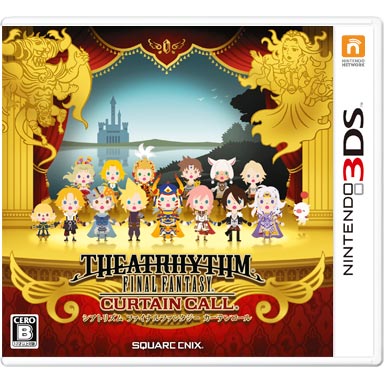 NINTENDO
NETWORK
NINTENDO 3DS
THEATRHYTHM
FINAL FANTASY
CURTAIN CALL.
シアトリズム ファイナルファンタジー カーテンコール
SQUARE ENIX
CERO
B